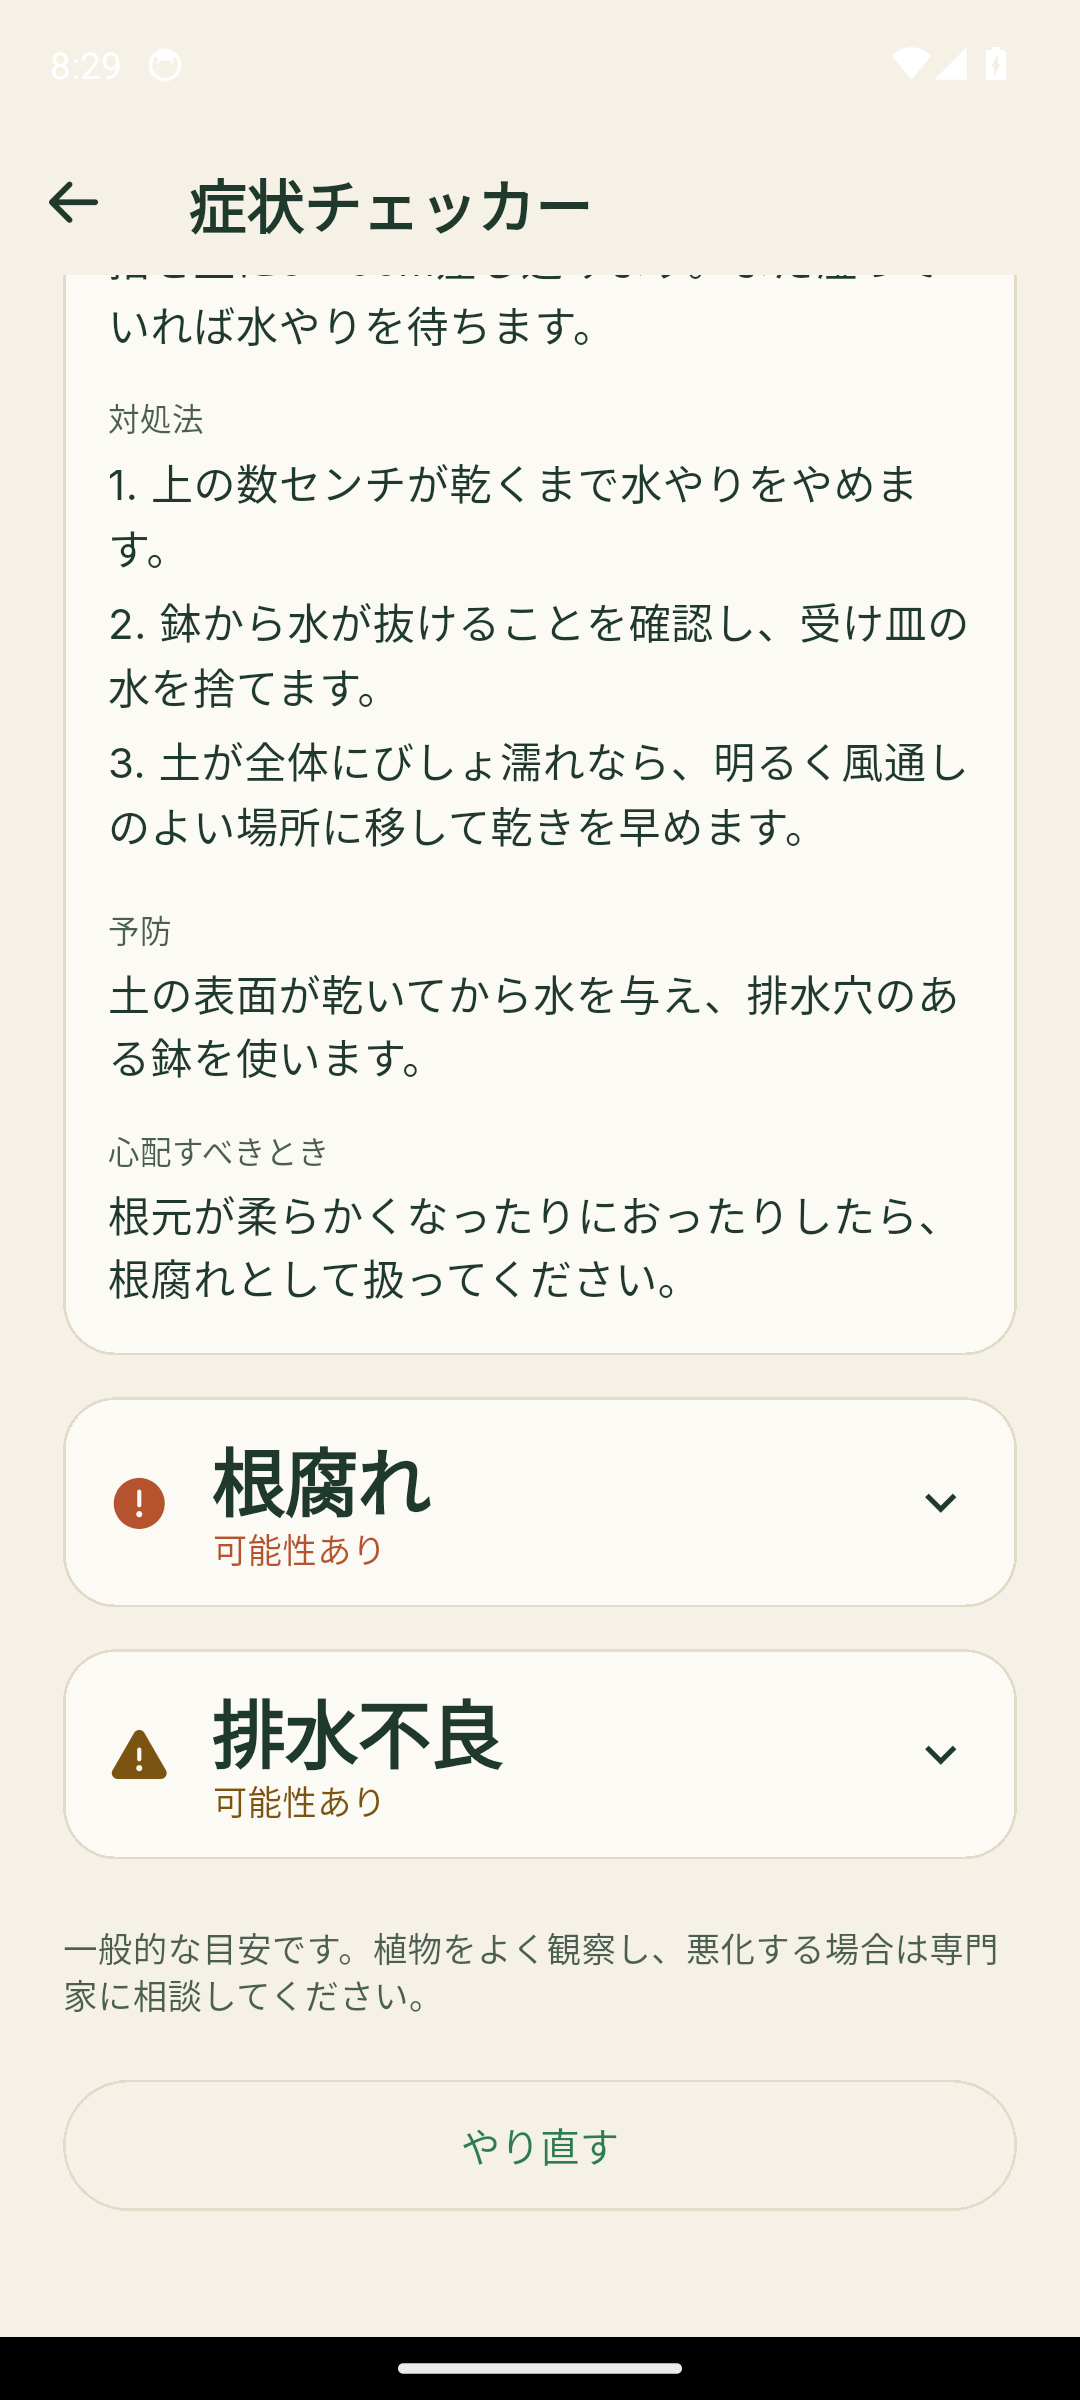 8:29
症状チェッカー
いれば水やりを待ちます。
対処法
1. 上の数センチが乾くまで水やりをやめま
す。
2. 鉢から水が抜けることを確認し、受け皿の
水を捨てます。
3. 土が全体にびしょ濡れなら、明るく風通し
のよい場所に移して乾きを早めます。
予防
土の表面が乾いてから水を与え、排水穴のあ
る鉢を使います。
心配すべきとき
根元が柔らかくなったりにおったりしたら、
根腐れとして扱ってください。
根腐れ
可能性あり
排水不良
可能性あり
一般的な目安です。植物をよく観察し、悪化する場合は専門
家に相談してください。
やり直す